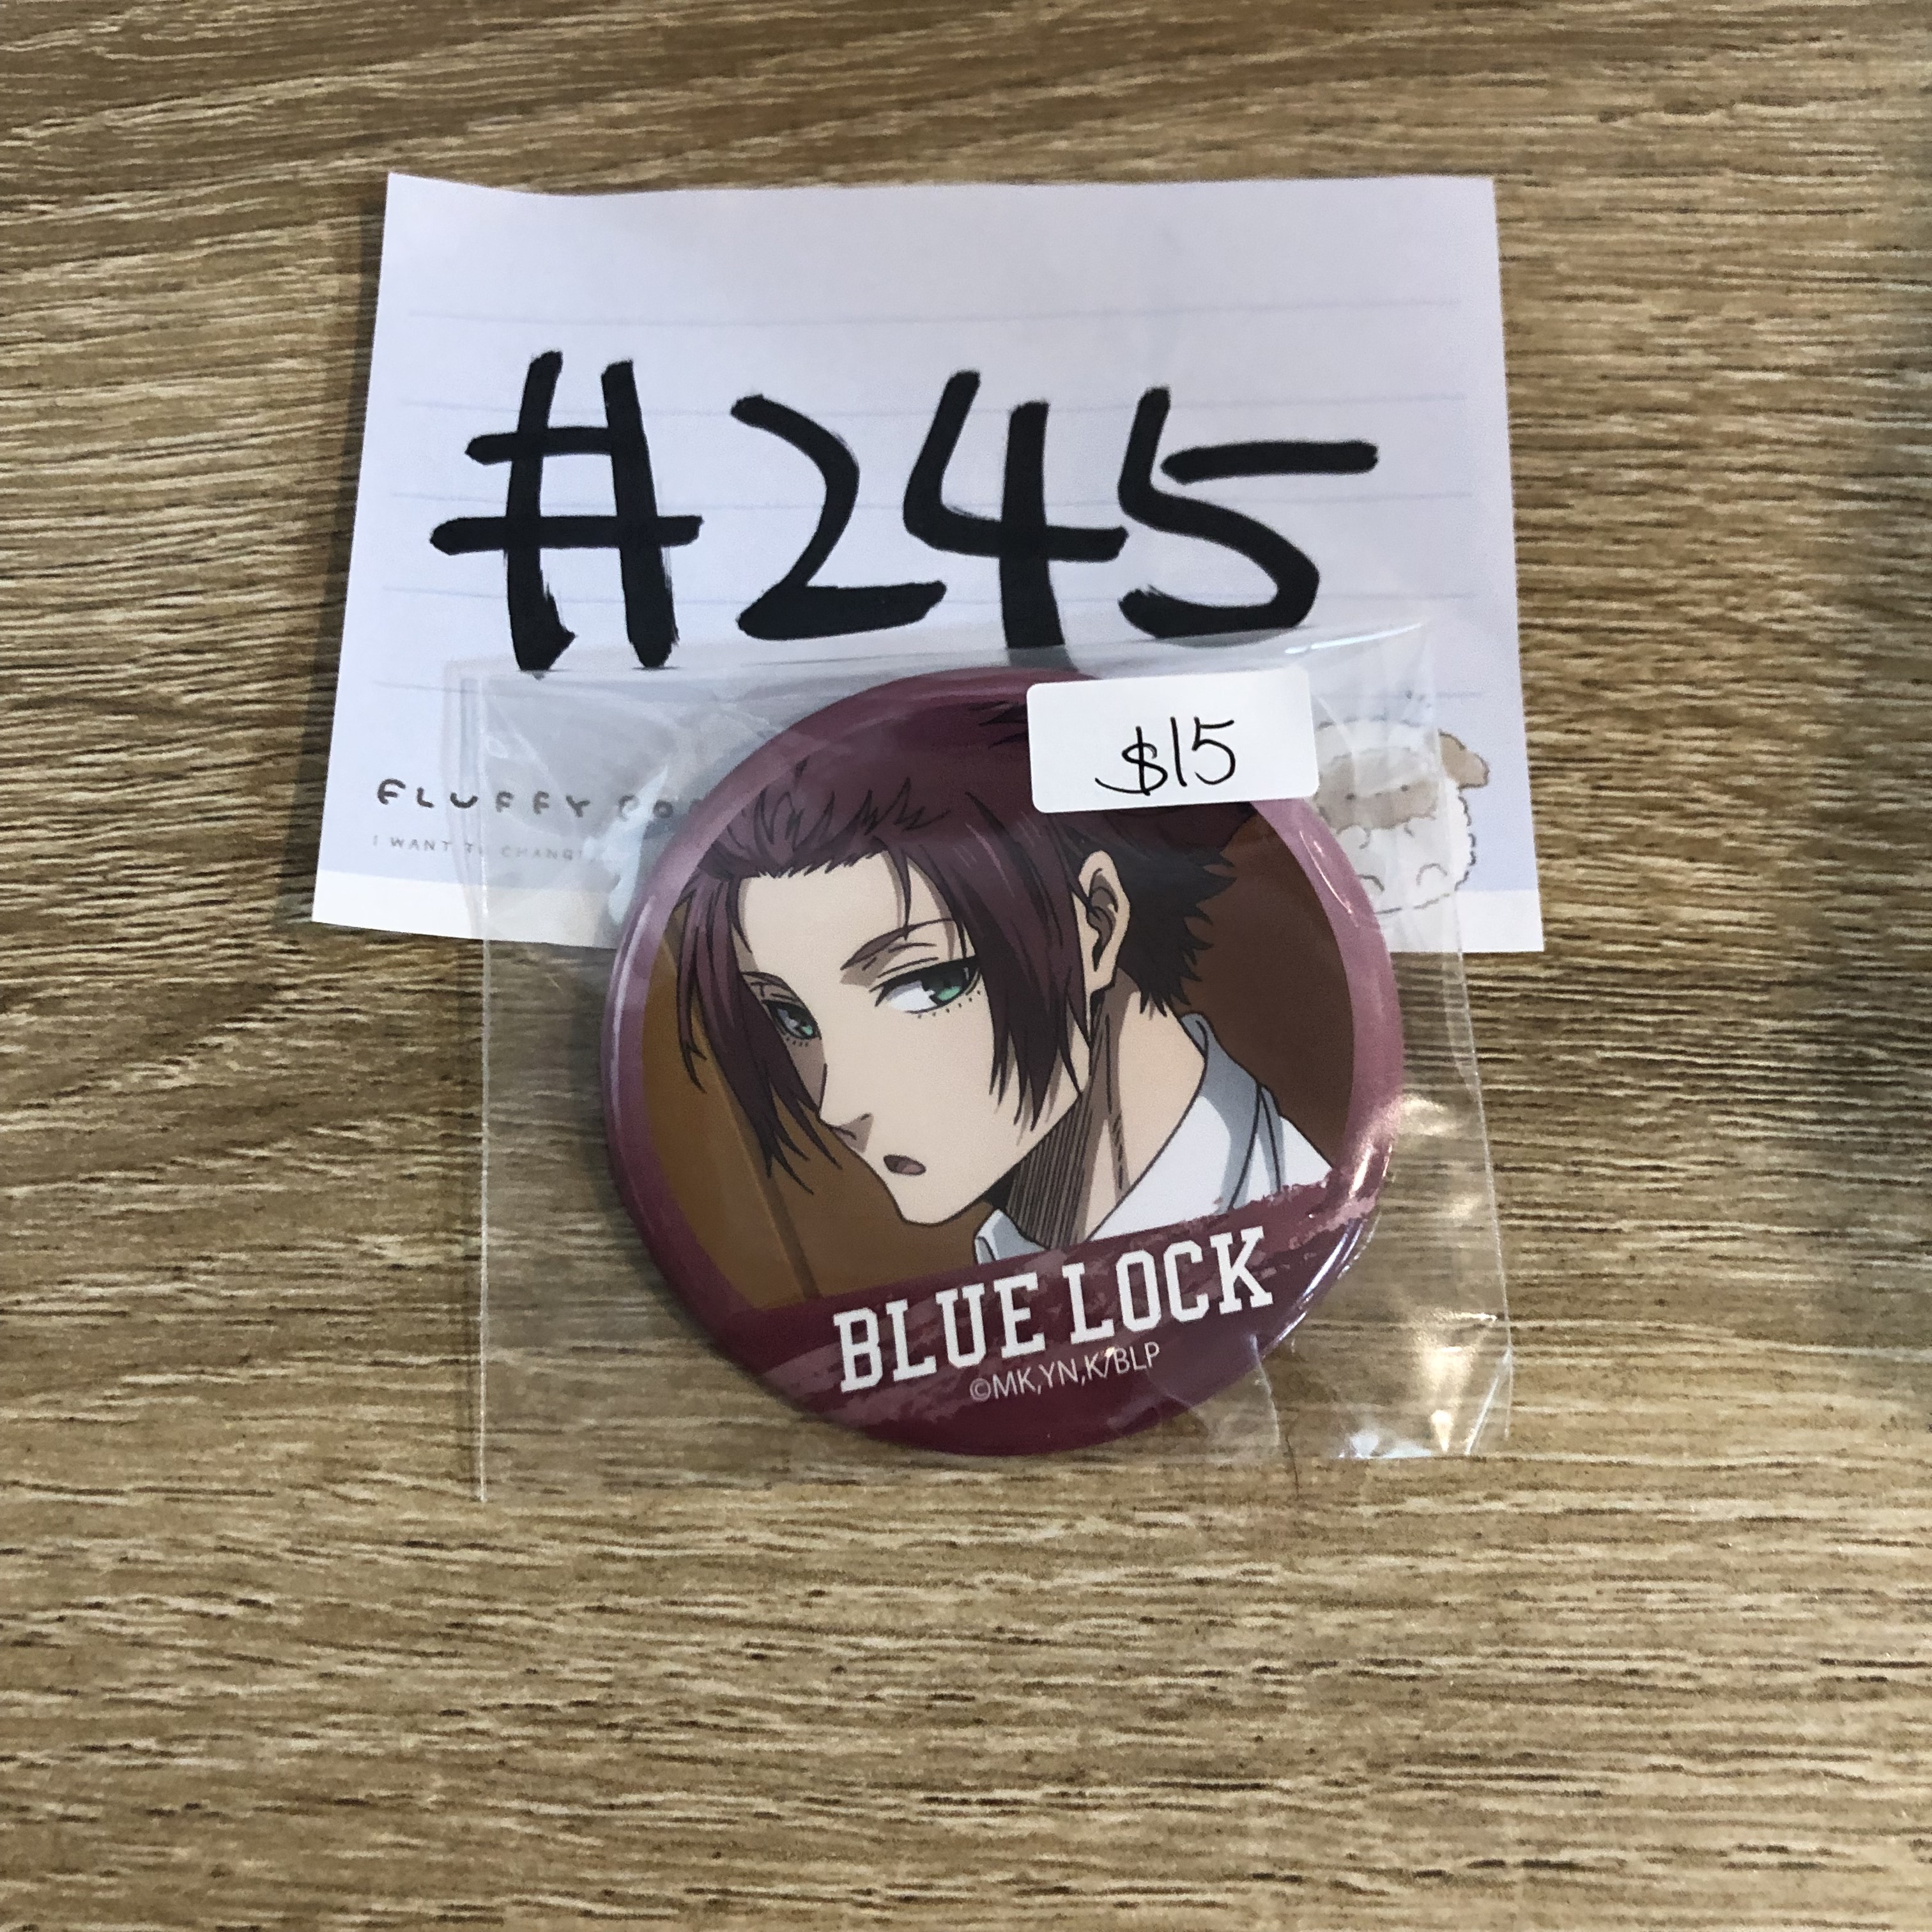 #245
$15
FLUFFY
I WANT
BLUE LOCK
©MK,YN,K/BLP